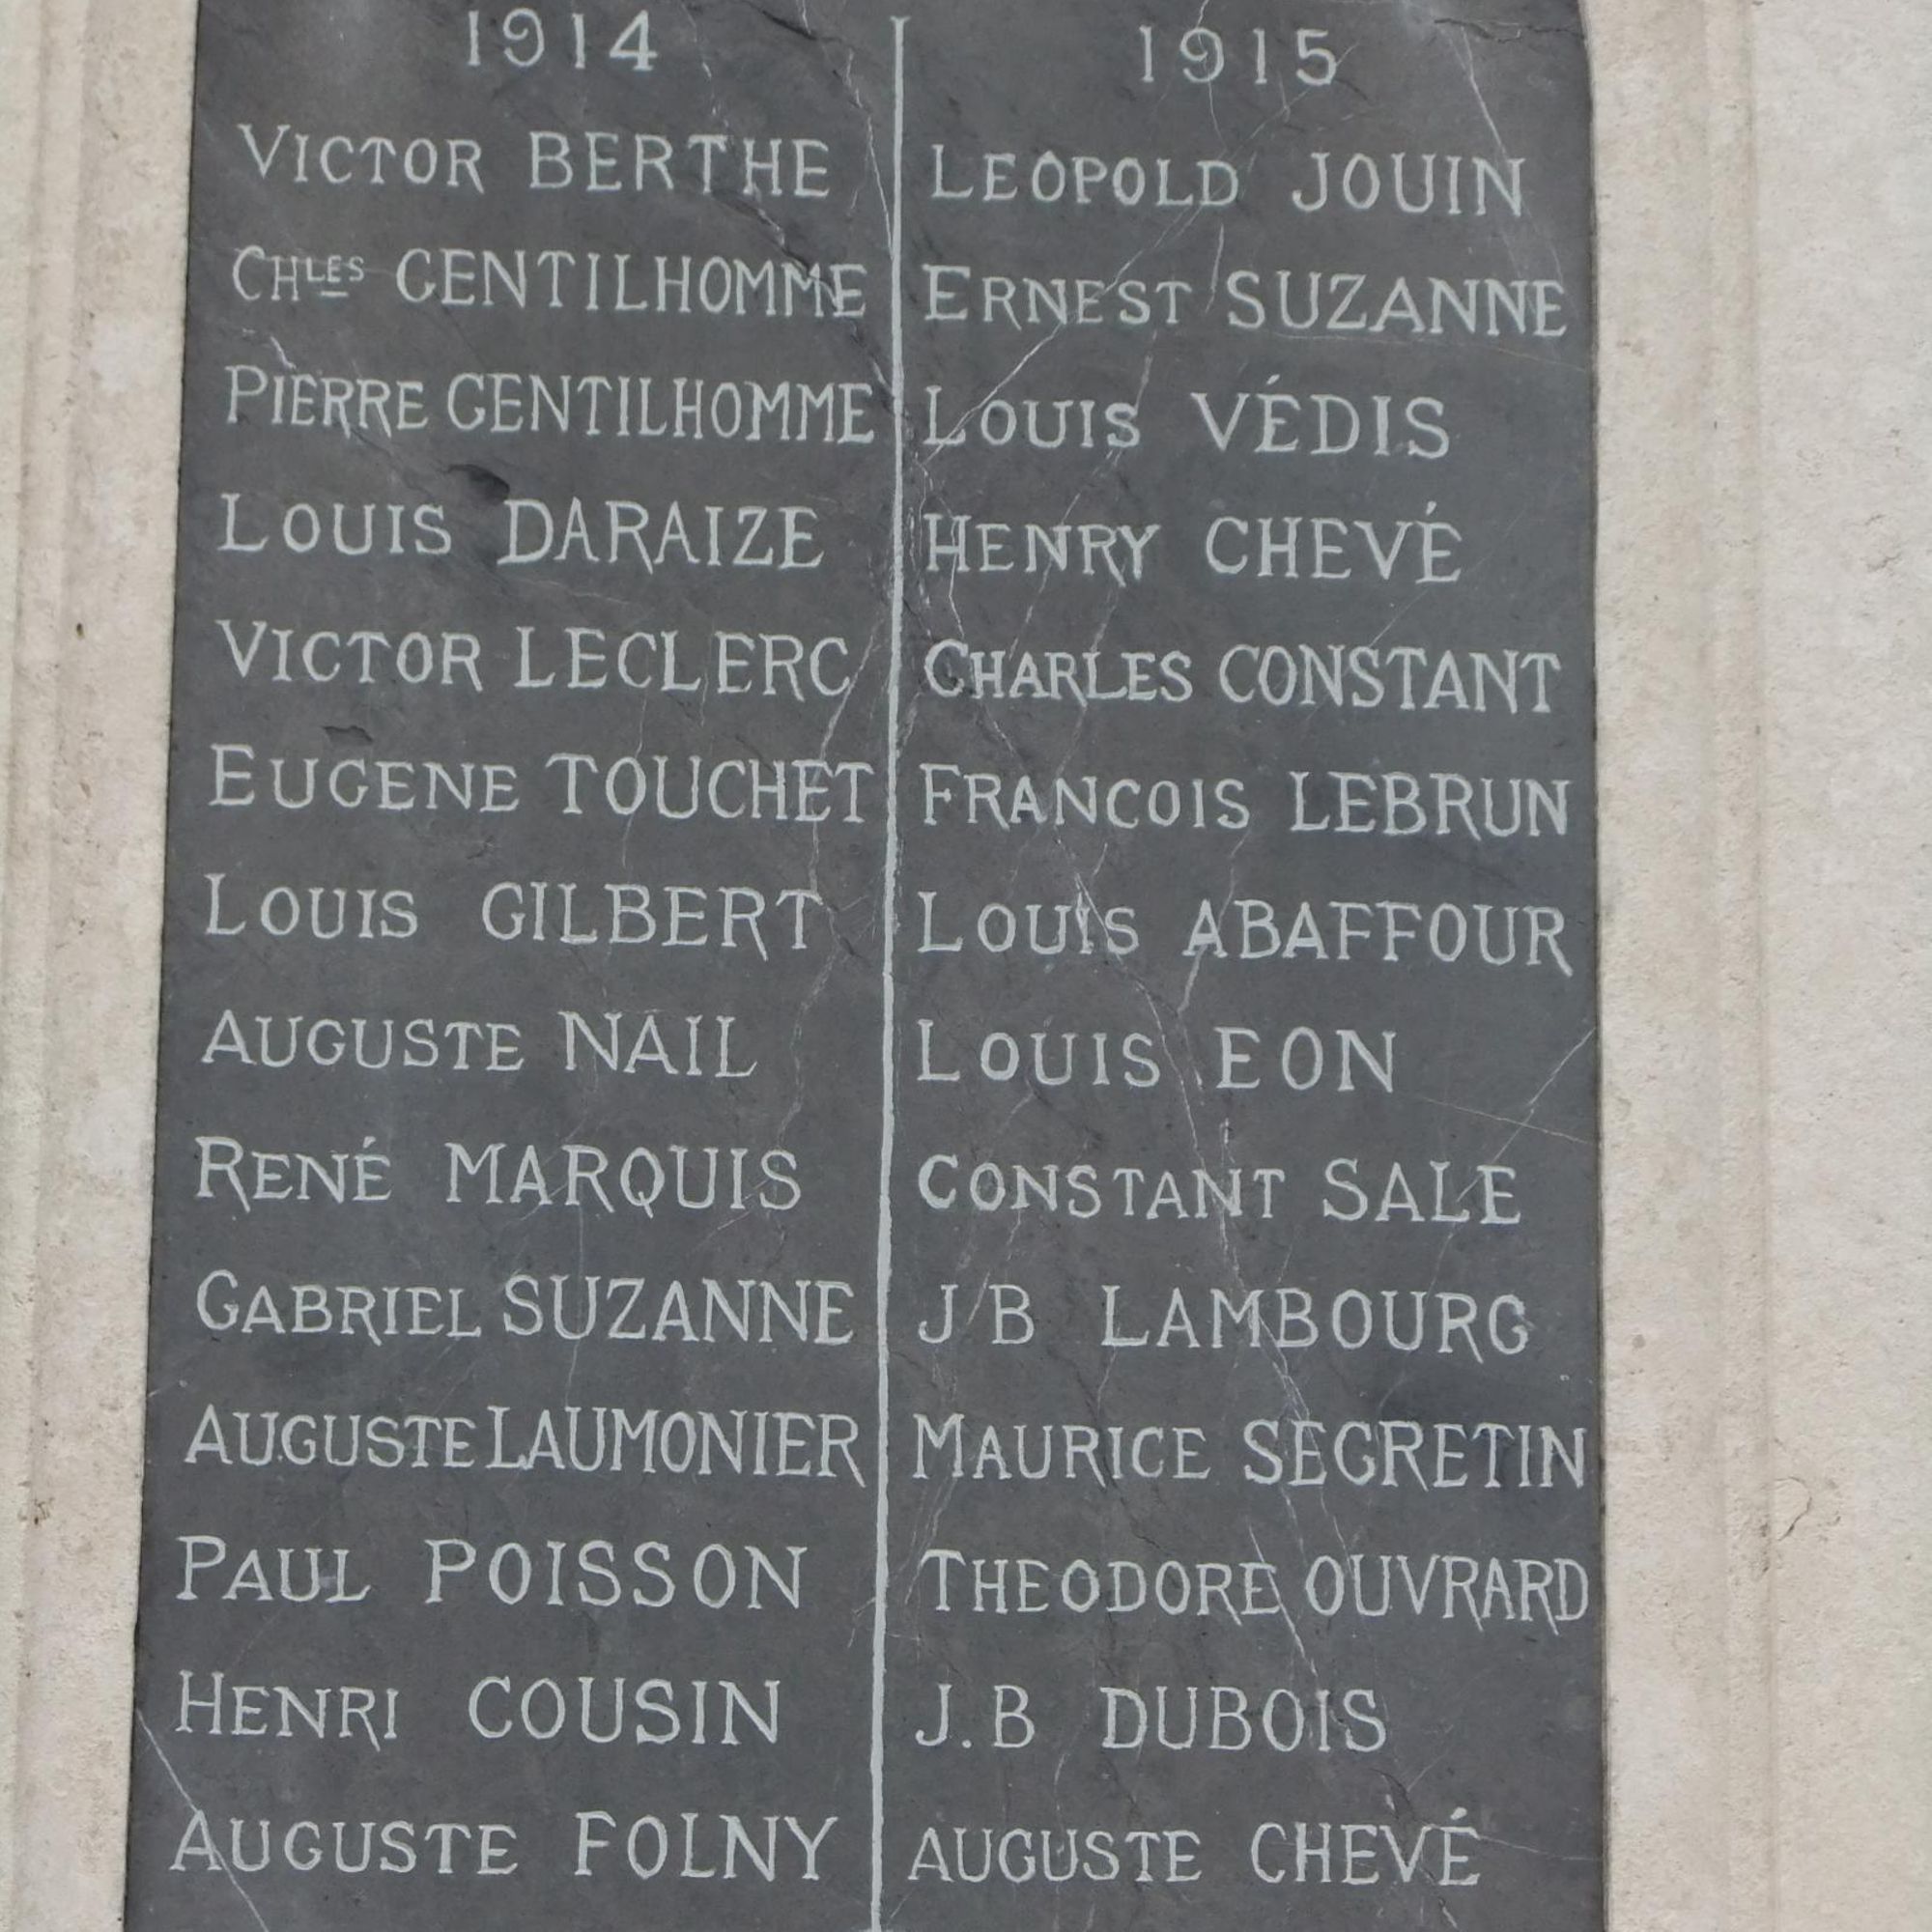 1914
VICTOR BERTHE
CHLES GENTILHOMME
PIERRE GENTILHOMME
LOUIS DARAIZE
VICTOR LECLERC
EUGENE TOUCHET
LOUIS GILBERT
AUGUSTE NAIL
RENÉ MARQUIS
GABRIEL SUZANNE
AUGUSTE LAUMONIER
PAUL POISSON
HENRI COUSIN
AUGUSTE FOLNY
1915
LEOPOLD JOUIN
ERNEST SUZANNE
LOUIS VÉDIS
HENRY CHEVÉ
CHARLES CONSTANT
FRANCOIS LEBRUN
LOUIS ABAFFOUR
LOUIS EON
CONSTANT SALE
J B LAMBOURG
MAURICE SEGRETIN
THEODORE OUVRARD
J.B DUBOIS
AUGUSTE CHEVÉ